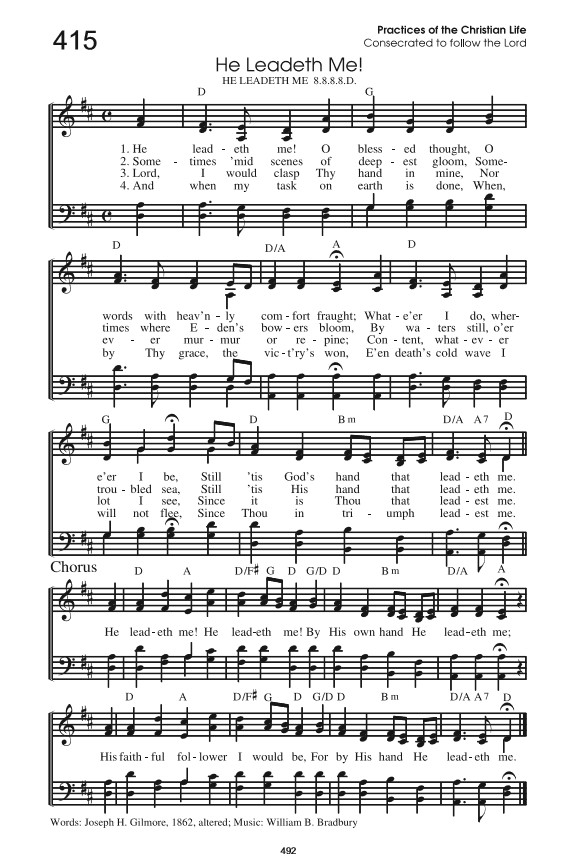 415
Practices of the Christian Life
Consecrated to follow the Lord
He Leadeth Me!
HE LEADETH ME 8.8.8.8.D.
D G
1. He lead - eth me! O bless - ed thought, O
2. Some - times 'mid scenes of deep - est gloom, Some-
3. Lord, I would clasp Thy hand in mine, Nor
4. And when my task on earth is done, When,
D D/A A D
words with heav'n - ly com - fort fraught; What - e'er I do, wher-
times where E - den's bow - ers bloom, By wa - ters still, o'er
ev - er mur - mur or re - pine; Con - tent, what - ev - er
by Thy grace, the vic - t'ry's won, E'en death's cold wave I
G D Bm D/A A7 D
e'er I be, Still 'tis God's hand that lead - eth me.
trou - bled sea, Still 'tis His hand that lead - eth me.
lot I see, Since it is Thou that lead - est me.
will not flee, Since Thou in tri - umph lead - est me.
Chorus
D A D/F# G D G/D D Bm D/A A
He lead - eth me! He lead - eth me! By His own hand He lead - eth me;
D A D/F# G D G/D D Bm D/A A7 D
His faith - ful fol - lower I would be, For by His hand He lead - eth me.
Words: Joseph H. Gilmore, 1862, altered; Music: William B. Bradbury
492